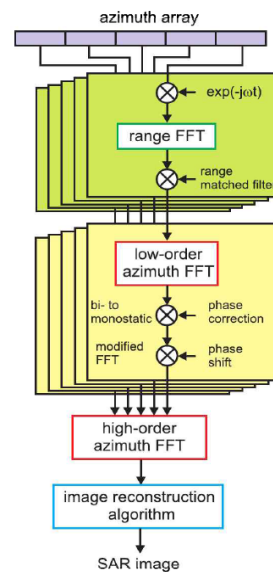 azimuth array
exp(-jωt)
range FFT
range
matched filter
low-order
azimuth FFT
bi- to
monostatic
phase
correction
modified
FFT
phase
shift
high-order
azimuth FFT
image reconstruction
algorithm
SAR image